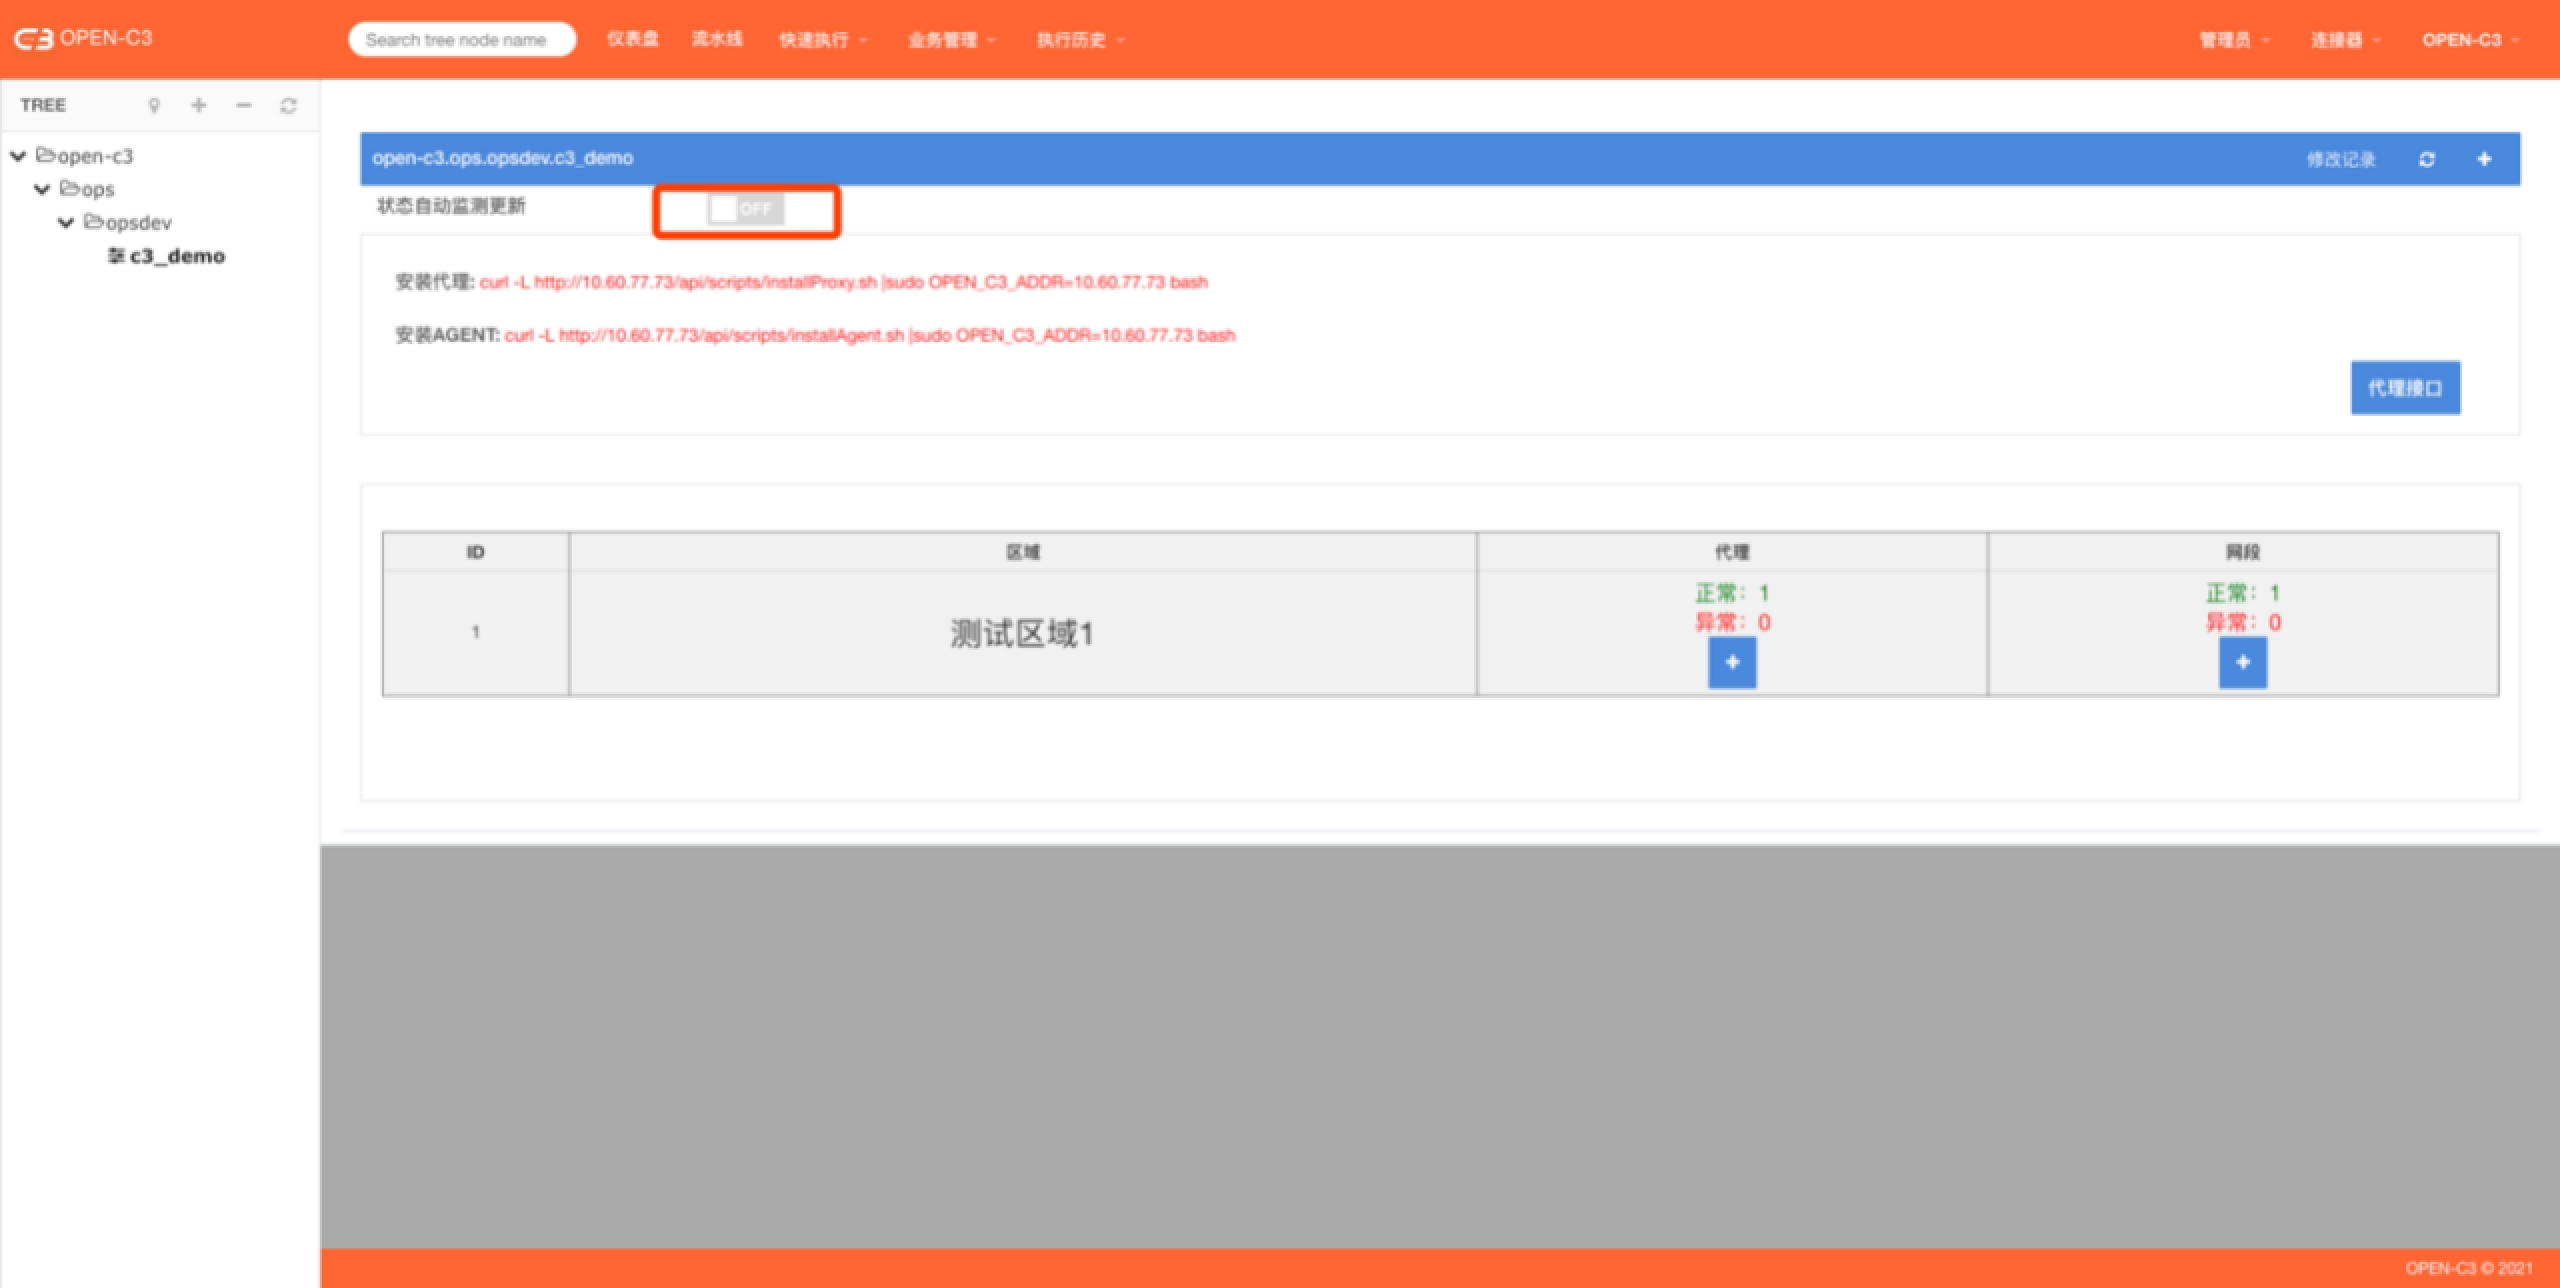 OPEN-C3
Search tree node name
仪表盘
流水线
快速执行
业务管理
执行历史
管理员
连接器
OPEN-C3
TREE
open-c3
ops
opsdev
c3_demo
open-c3.ops.opsdev.c3_demo
修改记录
状态自动监测更新
OFF
安装代理: curl -L http://10.60.77.73/api/scripts/installProxy.sh |sudo OPEN_C3_ADDR=10.60.77.73 bash
安装AGENT: curl -L http://10.60.77.73/api/scripts/installAgent.sh |sudo OPEN_C3_ADDR=10.60.77.73 bash
代理接口
ID 区域 代理 网段
1
测试区域1
正常：1
异常：0
正常：1
异常：0
OPEN-C3 © 2021